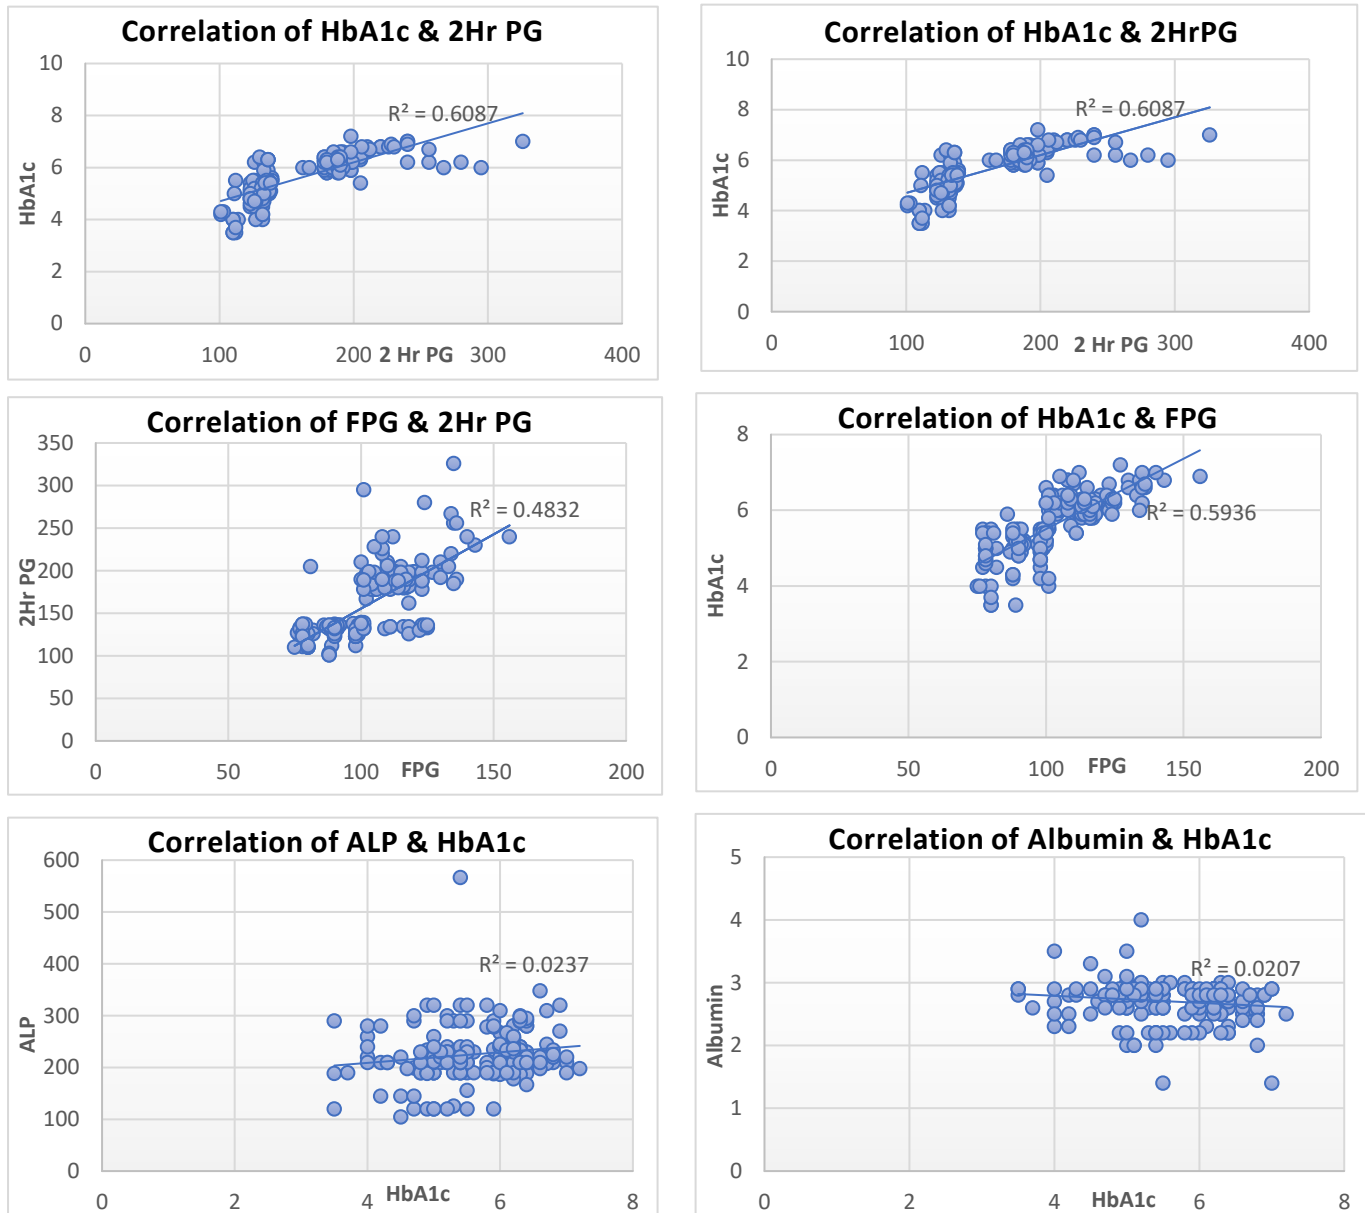 Correlation of HbA1c & 2Hr PG
10
8
6
4
2
0
HbA1c
R² = 0.6087
0
100
200
300
400
2 Hr PG
Correlation of HbA1c & 2HrPG
10
8
6
4
2
0
HbA1c
R² = 0.6087
0
100
200
300
400
2 Hr PG
Correlation of FPG & 2Hr PG
350
300
250
200
150
100
50
0
2Hr PG
R² = 0.4832
0
50
100
150
200
FPG
Correlation of HbA1c & FPG
8
6
4
2
0
HbA1c
R² = 0.5936
0
50
100
150
200
FPG
Correlation of ALP & HbA1c
600
500
400
300
200
100
0
ALP
R² = 0.0237
0
2
4
6
8
HbA1c
Correlation of Albumin & HbA1c
5
4
3
2
1
0
Albumin
R² = 0.0207
0
2
4
6
8
HbA1c